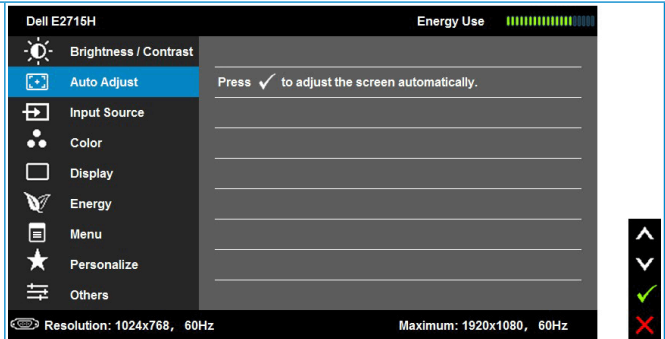 Dell E2715H Energy Use
Brightness / Contrast
Auto Adjust Press ✓ to adjust the screen automatically.
Input Source
Color
Display
Energy
Menu
Personalize
Others
Resolution: 1024x768, 60Hz Maximum: 1920x1080, 60Hz